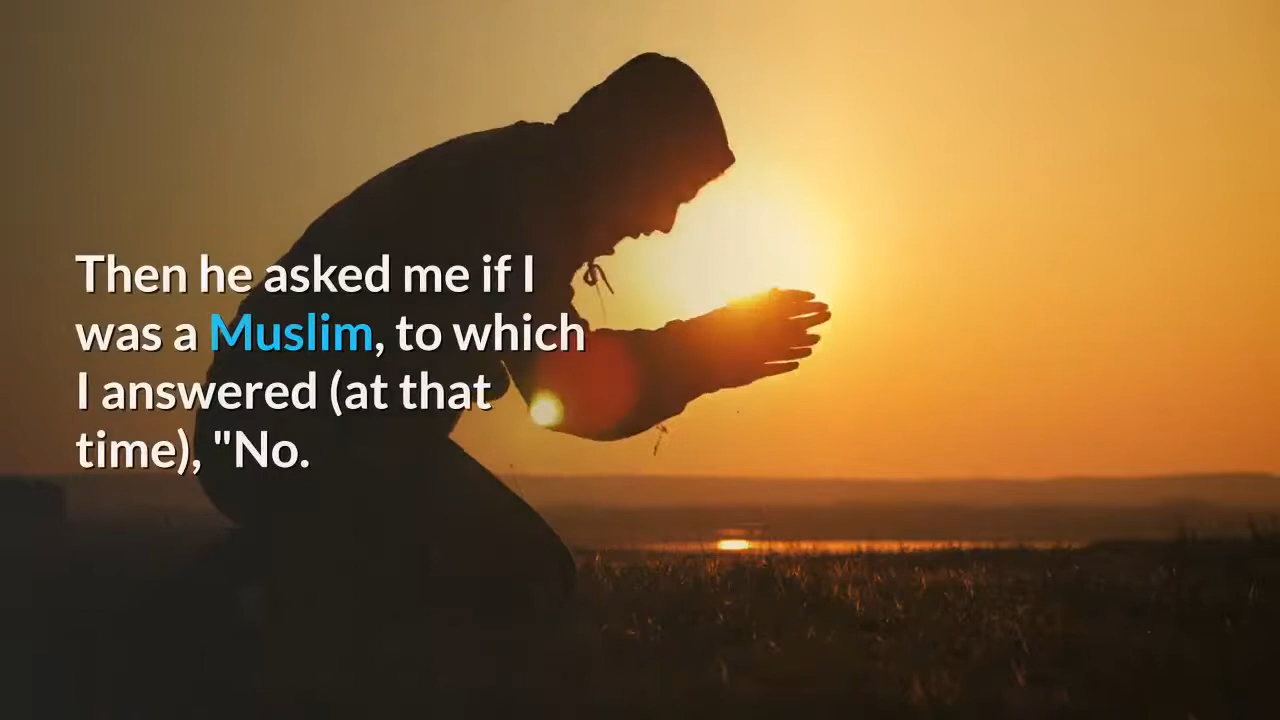 Then he asked me if I
was a Muslim, to which
I answered (at that
time), "No.